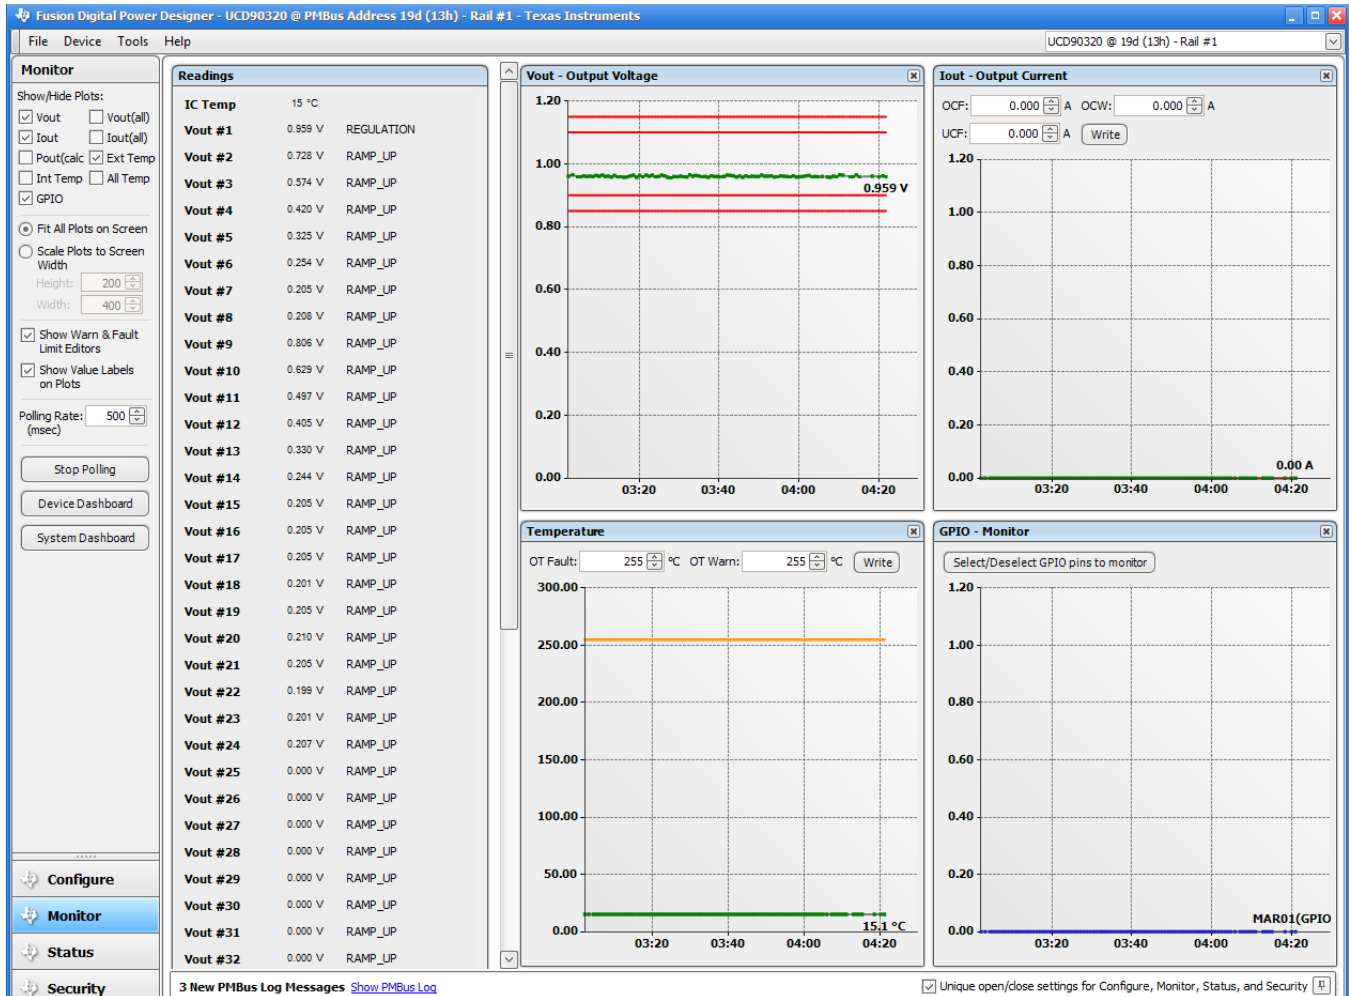 Fusion Digital Power Designer - UCD90320 @ PMBus Address 19d (13h) - Rail #1 - Texas Instruments
File Device Tools Help
UCD90320 @ 19d (13h) - Rail #1
Monitor
Show/Hide Plots:
Vout Vout(all)
Iout Iout(all)
Pout(calc Ext Temp
Int Temp All Temp
GPIO
Fit All Plots on Screen
Scale Plots to Screen
Width
Height: 200
Width: 400
Show Warn & Fault
Limit Editors
Show Value Labels
on Plots
Polling Rate: 500
(msec)
Stop Polling
Device Dashboard
System Dashboard
Configure
Monitor
Status
Security
Readings
IC Temp 15 °C
Vout #1 0.959 V REGULATION
Vout #2 0.728 V RAMP_UP
Vout #3 0.574 V RAMP_UP
Vout #4 0.420 V RAMP_UP
Vout #5 0.325 V RAMP_UP
Vout #6 0.254 V RAMP_UP
Vout #7 0.205 V RAMP_UP
Vout #8 0.208 V RAMP_UP
Vout #9 0.806 V RAMP_UP
Vout #10 0.629 V RAMP_UP
Vout #11 0.497 V RAMP_UP
Vout #12 0.405 V RAMP_UP
Vout #13 0.330 V RAMP_UP
Vout #14 0.244 V RAMP_UP
Vout #15 0.205 V RAMP_UP
Vout #16 0.205 V RAMP_UP
Vout #17 0.205 V RAMP_UP
Vout #18 0.201 V RAMP_UP
Vout #19 0.205 V RAMP_UP
Vout #20 0.210 V RAMP_UP
Vout #21 0.205 V RAMP_UP
Vout #22 0.199 V RAMP_UP
Vout #23 0.201 V RAMP_UP
Vout #24 0.207 V RAMP_UP
Vout #25 0.000 V RAMP_UP
Vout #26 0.000 V RAMP_UP
Vout #27 0.000 V RAMP_UP
Vout #28 0.000 V RAMP_UP
Vout #29 0.000 V RAMP_UP
Vout #30 0.000 V RAMP_UP
Vout #31 0.000 V RAMP_UP
Vout #32 0.000 V RAMP_UP
Vout - Output Voltage
1.20
1.00
0.959 V
0.80
0.60
0.40
0.20
0.00
03:20 03:40 04:00 04:20
Iout - Output Current
OCF: 0.000 A OCW: 0.000 A
UCF: 0.000 A Write
1.20
1.00
0.80
0.60
0.40
0.20
0.00 A
0.00
03:20 03:40 04:00 04:20
Temperature
OT Fault: 255 °C OT Warn: 255 °C Write
300.00
250.00
200.00
150.00
100.00
50.00
15.1 °C
0.00
03:20 03:40 04:00 04:20
GPIO - Monitor
Select/Deselect GPIO pins to monitor
1.20
1.00
0.80
0.60
0.40
0.20
MAR01(GPIO
0.00
03:20 03:40 04:00 04:20
3 New PMBus Log Messages Show PMBus Log
Unique open/close settings for Configure, Monitor, Status, and Security